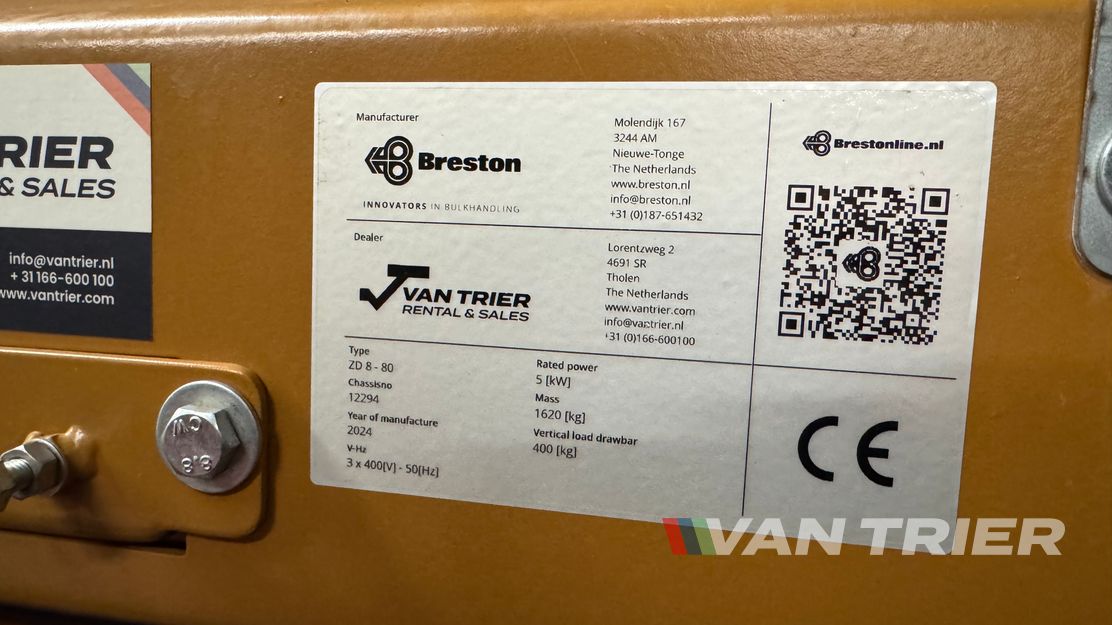 RIER
& SALES
info@vantrier.nl
+ 31 166-600 100
www.vantrier.com
Manufacturer
Breston
INNOVATORS IN BULKHANDLING
Molendijk 167
3244 AM
Nieuwe-Tonge
The Netherlands
www.breston.nl
info@breston.nl
+31 (0)187-651432
Dealer
VAN TRIER
RENTAL & SALES
Lorentzweg 2
4691 SR
Tholen
The Netherlands
www.vantrier.com
info@vantrier.nl
+31 (0)166-600100
Type
ZD 8 - 80
Chassisno
12294
Year of manufacture
2024
V-Hz
3 x 400[V] - 50[Hz]
Rated power
5 [kW]
Mass
1620 [kg]
Vertical load drawbar
400 [kg]
Brestonline.nl
CE
OW
8.8
VAN TRIER